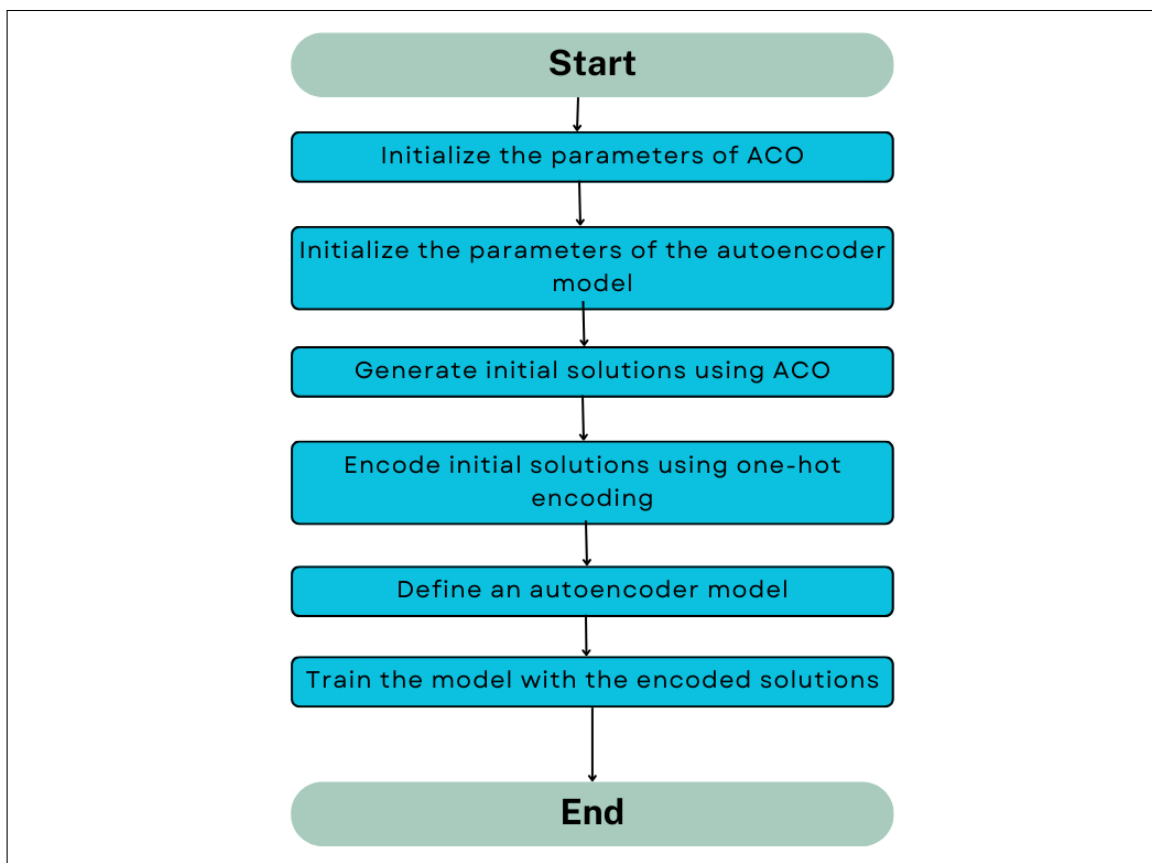 Start
Initialize the parameters of ACO
Initialize the parameters of the autoencoder
model
Generate initial solutions using ACO
Encode initial solutions using one-hot
encoding
Define an autoencoder model
Train the model with the encoded solutions
End